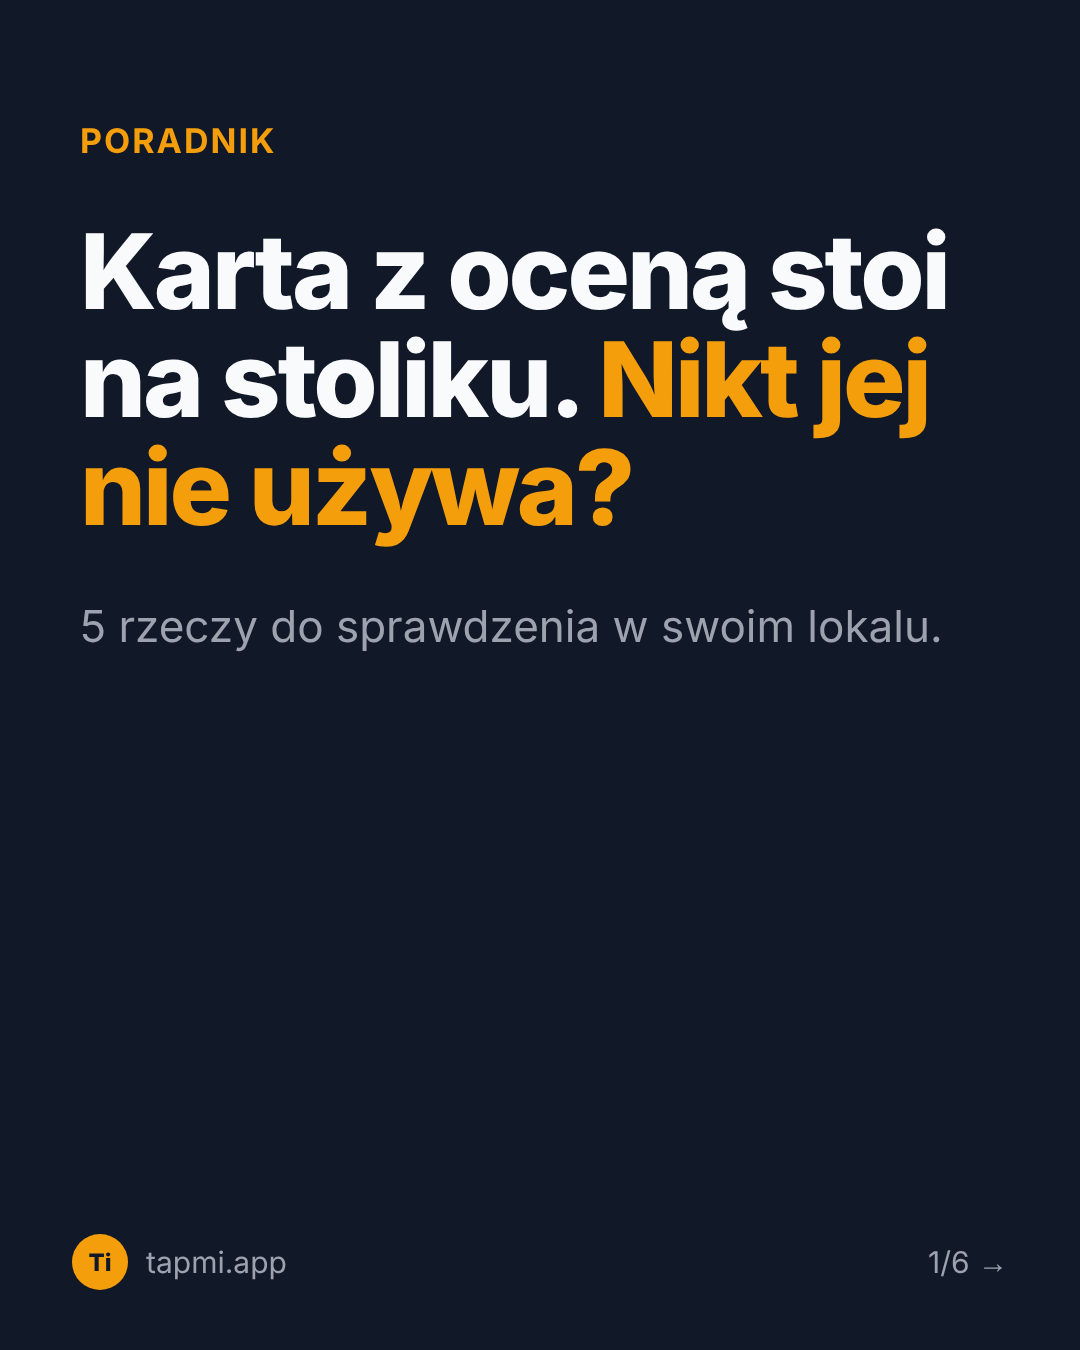 PORADNIK
Karta z oceną stoi
na stoliku. Nikt jej
nie używa?
5 rzeczy do sprawdzenia w swoim lokalu.
Ti tapmi.app
1/6 →